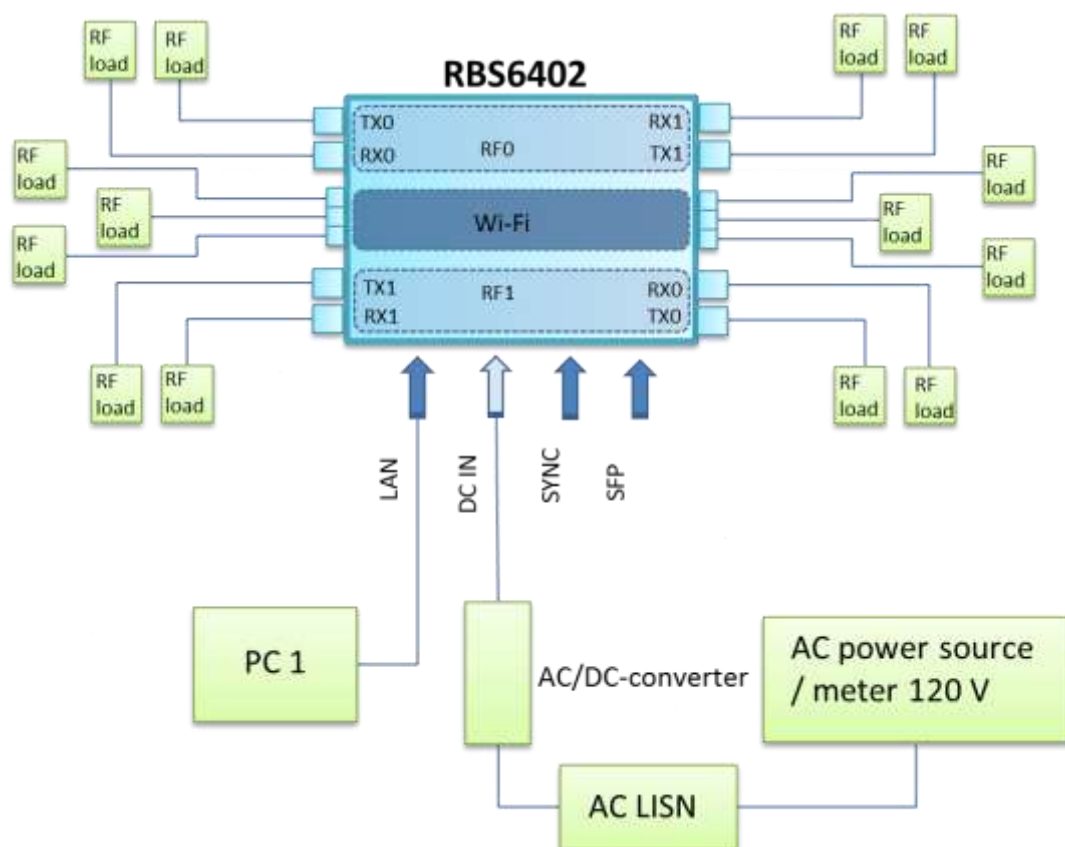 RF
load
RF
load
RF
load
RF
load
RBS6402
TX0
RX0
RF0
RX1
TX1
RF
load
RF
load
RF
load
Wi-Fi
RF
load
RF
load
RF
load
TX1
RX1
RF1
RX0
TX0
RF
load
RF
load
RF
load
RF
load
LAN
DC IN
SYNC
SFP
PC 1
AC/DC-converter
AC power source
/ meter 120 V
AC LISN